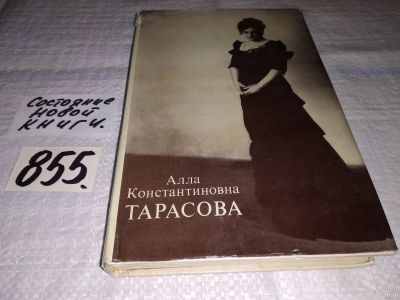 Состояние
новой
книги.
855.
Алла
Константиновна
ТАРАСОВА